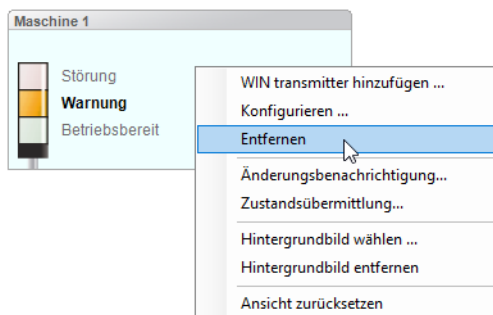 Maschine 1
Störung
Warnung
Betriebsbereit
WIN transmitter hinzufügen ...
Konfigurieren ...
Entfernen
Änderungsbenachrichtigung...
Zustandsübermittlung...
Hintergrundbild wählen ...
Hintergrundbild entfernen
Ansicht zurücksetzen